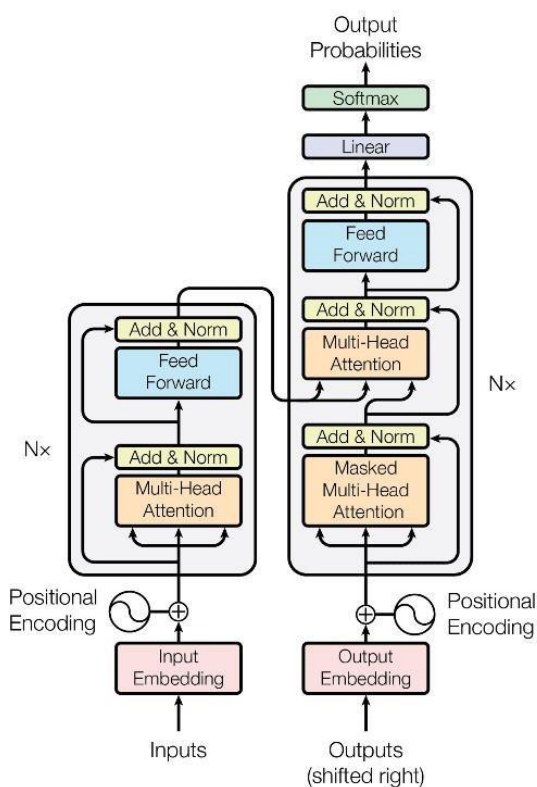 Output
Probabilities
Softmax
Linear
Add & Norm
Feed
Forward
Add & Norm
Multi-Head
Attention
Add & Norm
Masked
Multi-Head
Attention
Nx
Add & Norm
Feed
Forward
Add & Norm
Multi-Head
Attention
Nx
Positional
Encoding
Input
Embedding
Inputs
Positional
Encoding
Output
Embedding
Outputs
(shifted right)